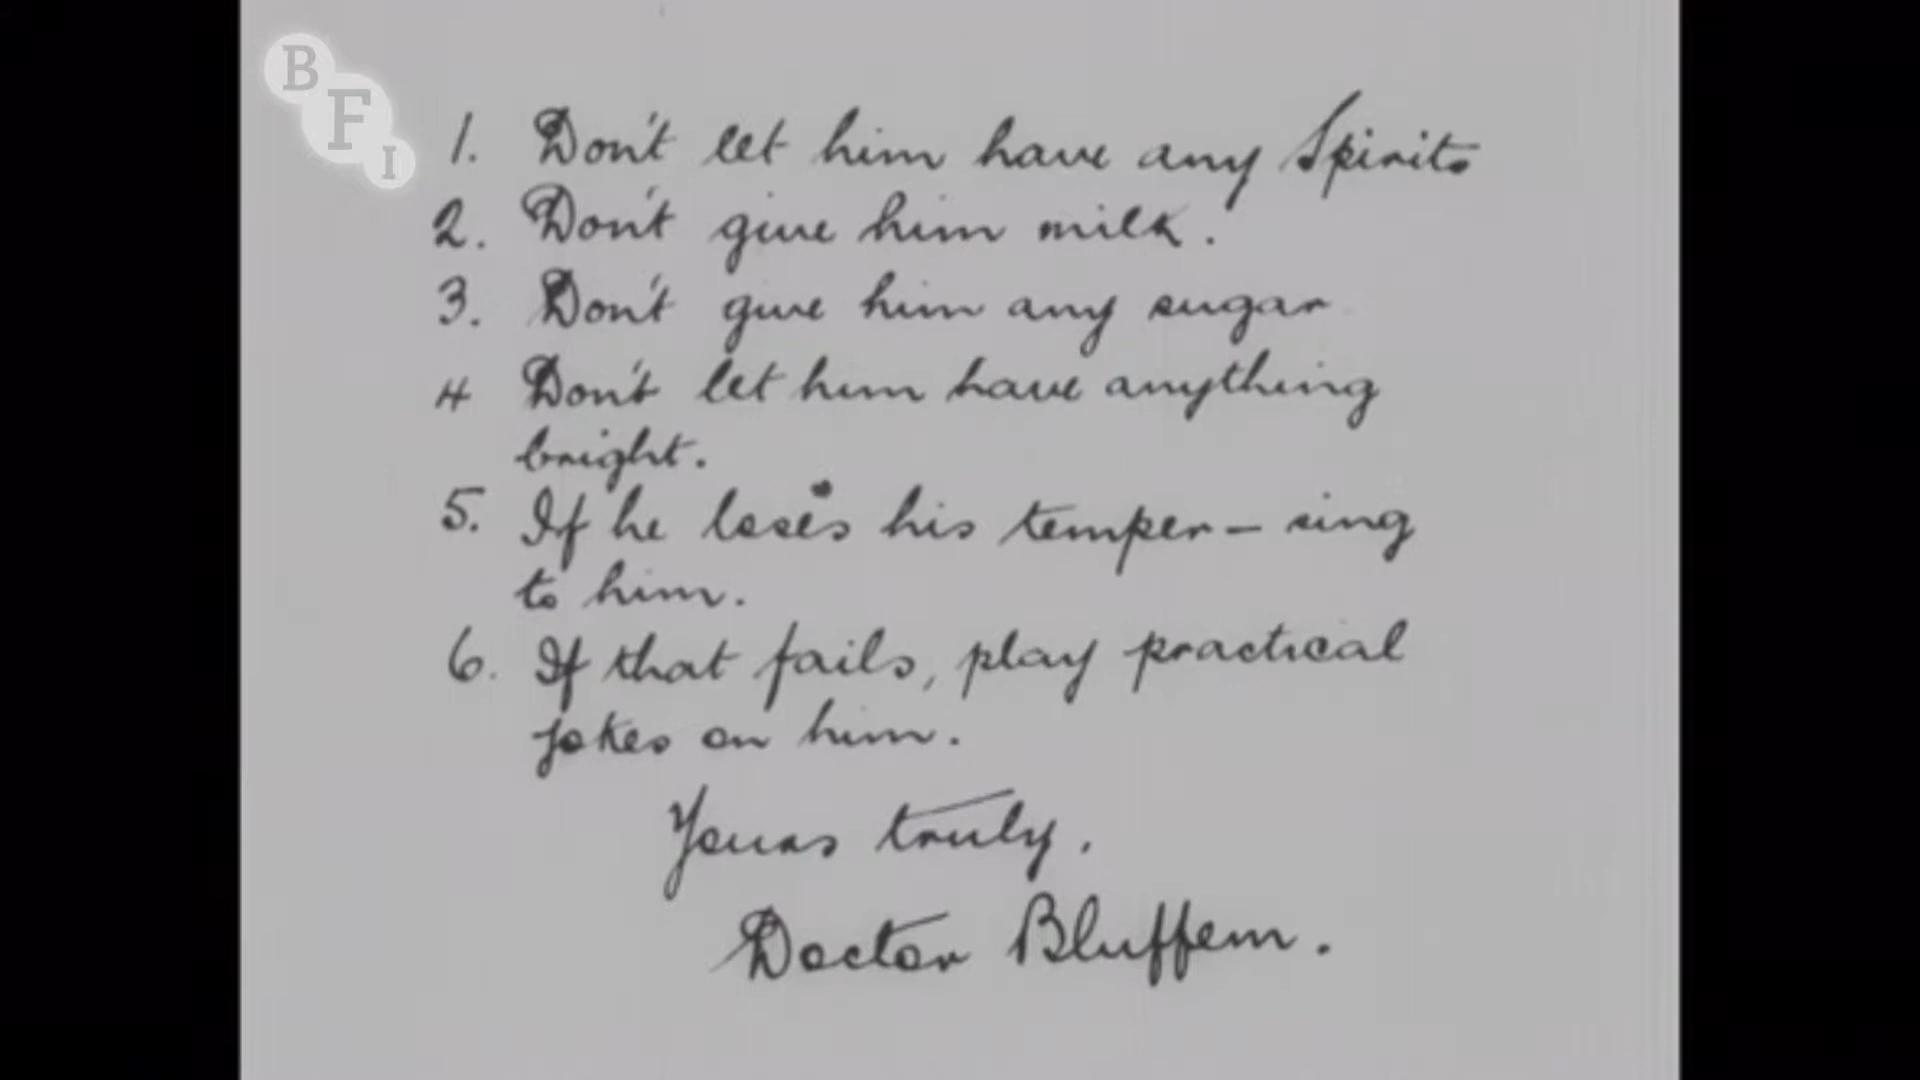 BFI
1. Don't let him have any Spirits
2. Don't give him milk.
3. Don't give him any sugar
4 Don't let him have anything
bright.
5. If he loses his temper — sing
to him.
6. If that fails, play practical
jokes on him.
Yours truly.
Doctor Bluffem.